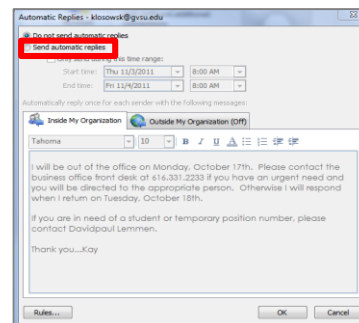 Automatic Replies - klosowsk@gvsu.edu
Do not send automatic replies
Send automatic replies
Only send during this time range:
Start time: Thu 11/3/2011 8:00 AM
End time: Fri 11/4/2011 8:00 AM
Automatically reply once for each sender with the following messages:
Inside My Organization Outside My Organization (Off)
Tahoma 10 B I U A
I will be out of the office on Monday, October 17th. Please contact the
business office front desk at 616.331.2233 if you have an urgent need and
you will be directed to the appropriate person. Otherwise I will respond
when I return on Tuesday, October 18th.
If you are in need of a student or temporary position number, please
contact Davidpaul Lemmen.
Thank you...Kay
Rules... OK Cancel